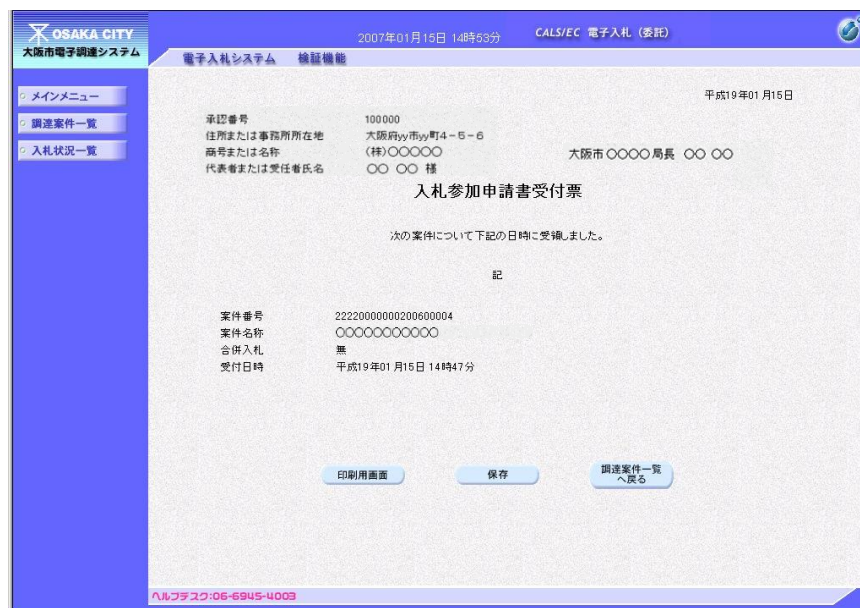 OSAKA CITY
大阪市電子調達システム
2007年01月15日 14時53分
CALS/EC 電子入札（委託）
電子入札システム 検証機能
メインメニュー
調達案件一覧
入札状況一覧
平成19年01月15日
承認番号 100000
住所または事務所所在地 大阪府yy市yy町4－5－6
商号または名称 (株)〇〇〇〇〇
大阪市〇〇〇〇局長 〇〇 〇〇
代表者または受任者氏名 〇〇 〇〇 様
入札参加申請書受付票
次の案件について下記の日時に受領しました。
記
案件番号 22220000000200600004
案件名称 〇〇〇〇〇〇〇〇〇〇〇
合併入札 無
受付日時 平成19年01月15日 14時47分
印刷用画面
保存
調達案件一覧
へ戻る
ヘルプデスク:06-6945-4003